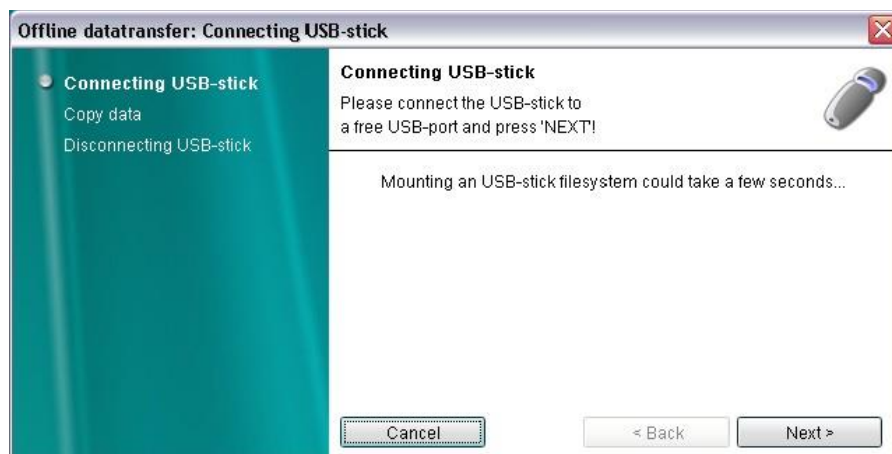 Offline datatransfer: Connecting USB-stick
Connecting USB-stick
Copy data
Disconnecting USB-stick
Connecting USB-stick
Please connect the USB-stick to
a free USB-port and press 'NEXT'!
Mounting an USB-stick filesystem could take a few seconds...
Cancel
< Back
Next >